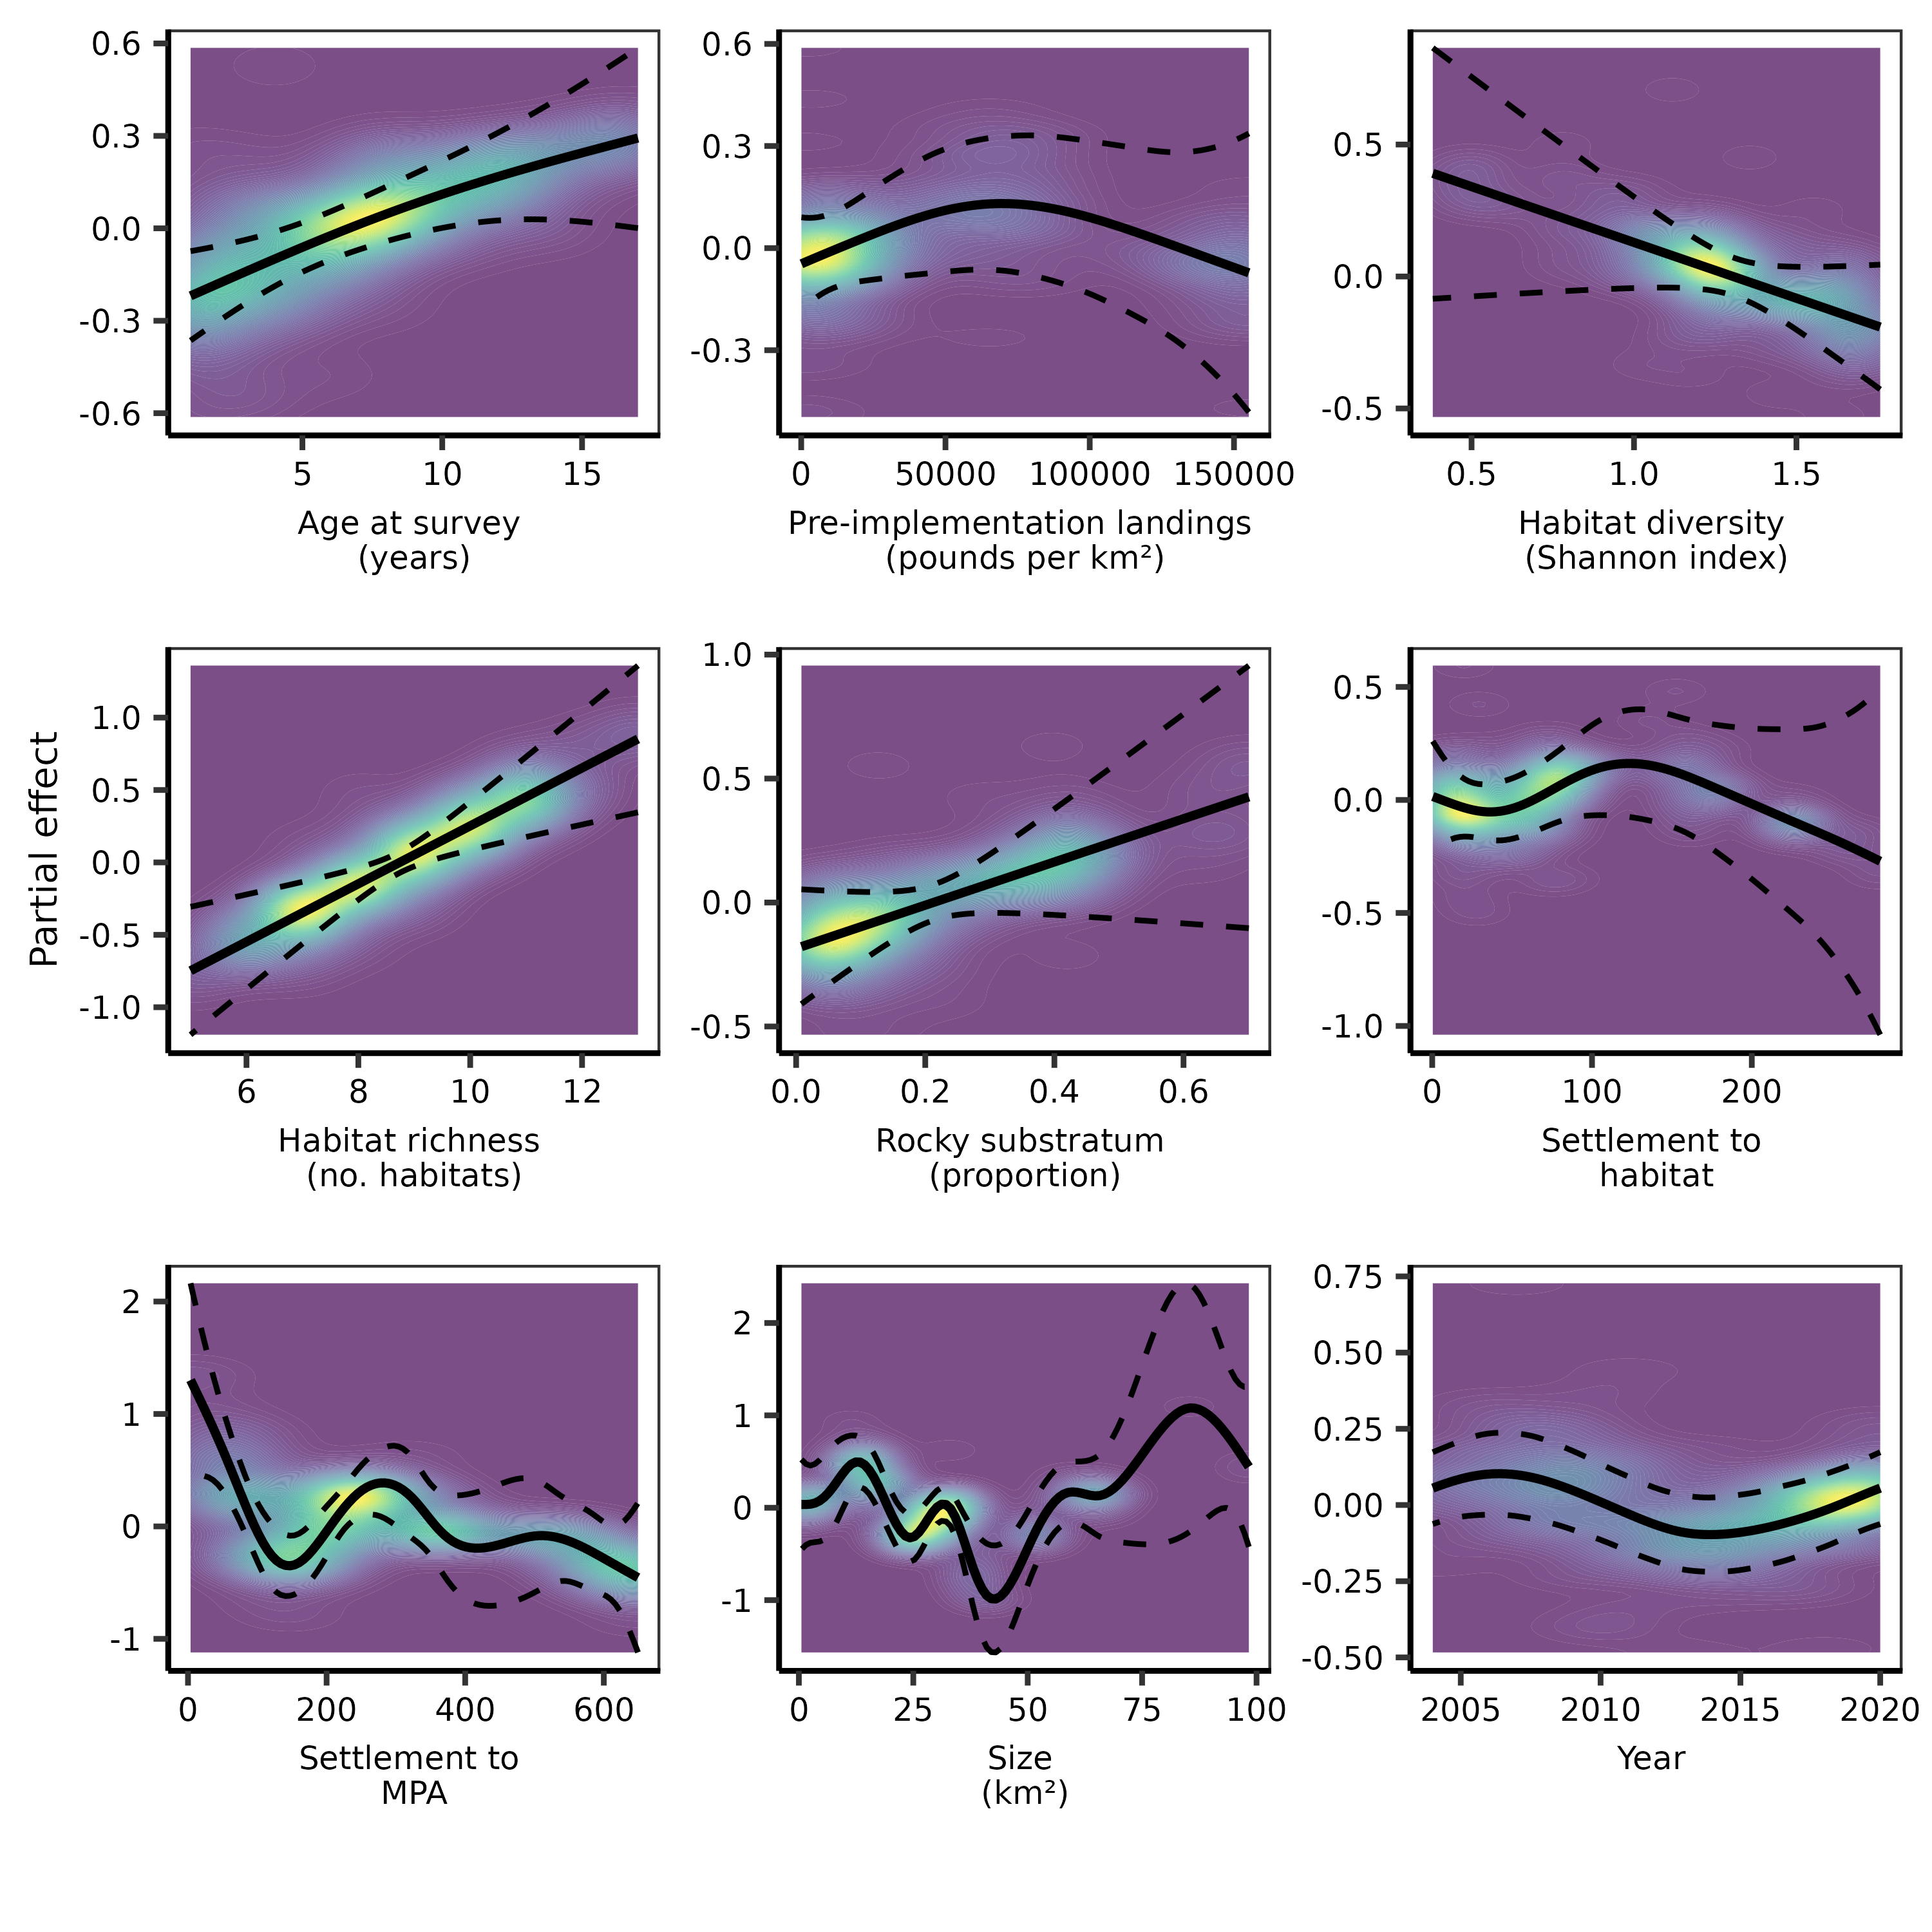 0.6
0.3
0.0
-0.3
-0.6
5 10 15
Age at survey
(years)
0.6
0.3
0.0
-0.3
0 50000 100000 150000
Pre-implementation landings
(pounds per km²)
0.5
0.0
-0.5
0.5 1.0 1.5
Habitat diversity
(Shannon index)
Partial effect
1.0
0.5
0.0
-0.5
-1.0
6 8 10 12
Habitat richness
(no. habitats)
1.0
0.5
0.0
-0.5
0.0 0.2 0.4 0.6
Rocky substratum
(proportion)
0.5
0.0
-0.5
-1.0
0 100 200
Settlement to
habitat
2
1
0
-1
0 200 400 600
Settlement to
MPA
2
1
0
-1
0 25 50 75 100
Size
(km²)
0.75
0.50
0.25
0.00
-0.25
-0.50
2005 2010 2015 2020
Year